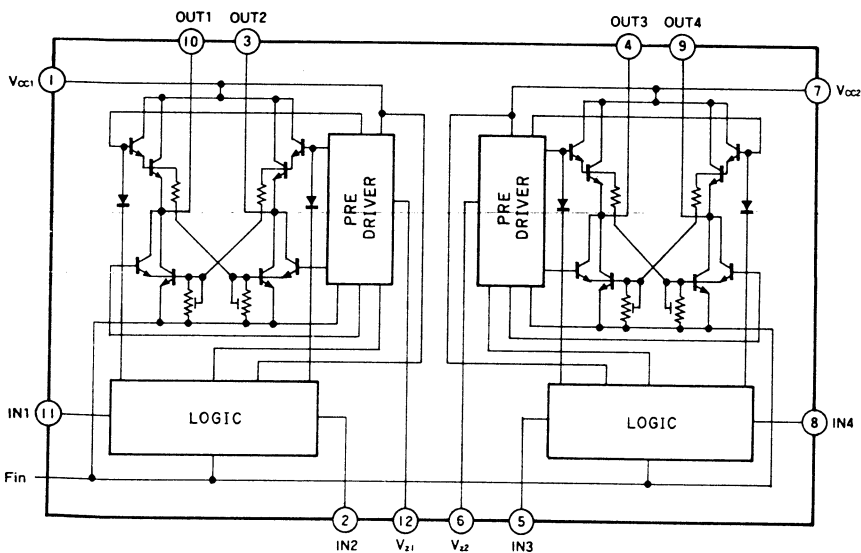 OUT1 OUT2 OUT3 OUT4
10 3 4 9
VCC1 1 7 VCC2
PRE DRIVER
PRE DRIVER
IN1 11 LOGIC LOGIC 8 IN4
Fin
2 12 6 5
IN2 Vz1 Vz2 IN3